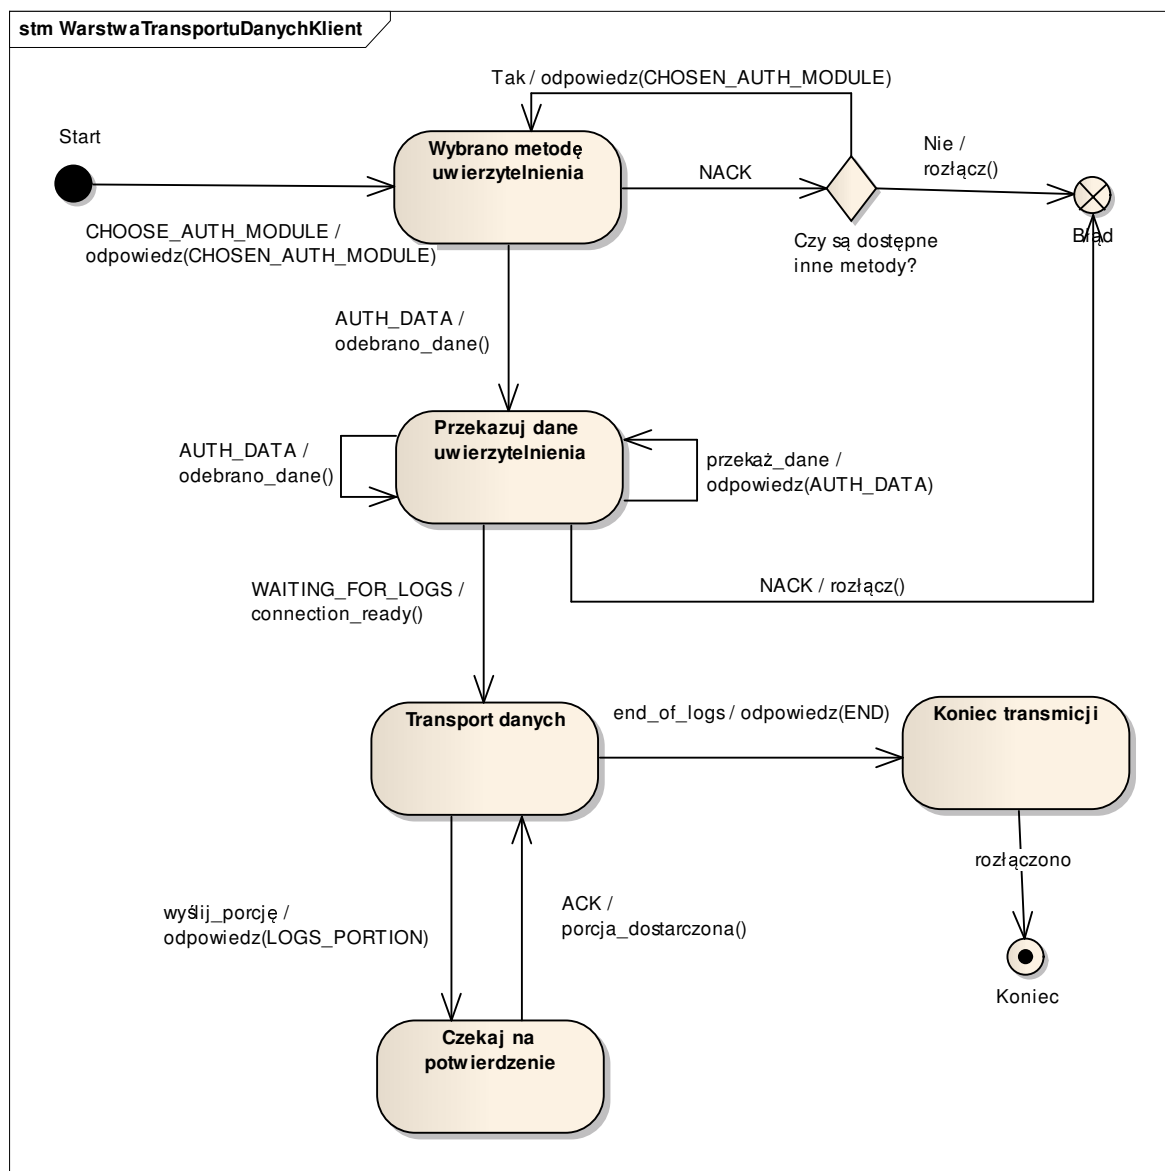 stm WarstwaTransportuDanychKlient
Tak / odpowiedz(CHOSEN_AUTH_MODULE)
Start
Wybrano metodę
uwierzytelnienia
NACK
Nie /
rozłącz()
Błąd
CHOOSE_AUTH_MODULE /
odpowiedz(CHOSEN_AUTH_MODULE)
Czy są dostępne
inne metody?
AUTH_DATA /
odebrano_dane()
Przekazuj dane
uwierzytelnienia
AUTH_DATA /
odebrano_dane()
przekaż_dane /
odpowiedz(AUTH_DATA)
WAITING_FOR_LOGS /
connection_ready()
NACK / rozłącz()
Transport danych
end_of_logs / odpowiedz(END)
Koniec transmicji
rozłączono
wyślij_porcję /
odpowiedz(LOGS_PORTION)
ACK /
porcja_dostarczona()
Koniec
Czekaj na
potwierdzenie